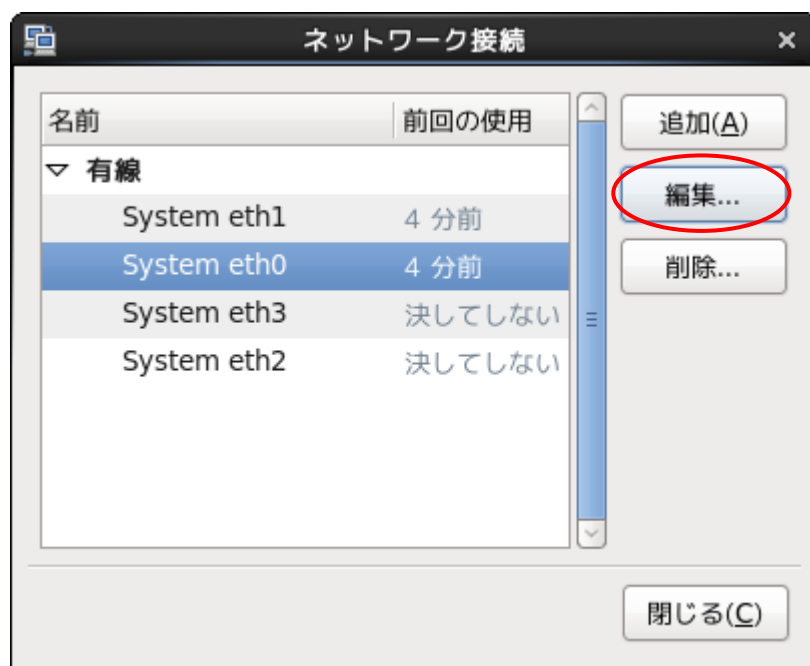 ネットワーク接続
名前 前回の使用
追加(A)
有線
編集...
System eth1 4 分前
System eth0 4 分前
削除...
System eth3 決してしない
System eth2 決してしない
閉じる(C)